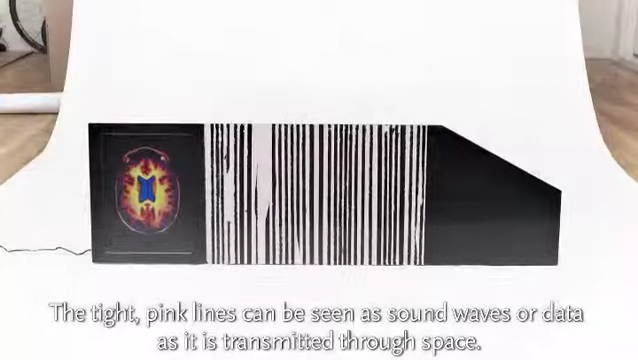 The tight, pink lines can be seen as sound waves or data
as it is transmitted through space.